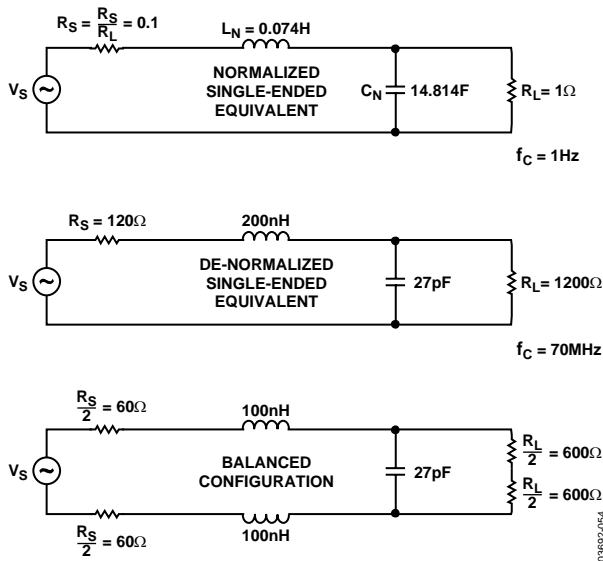 R_S = R_S/R_L = 0.1
L_N = 0.074H
V_S
NORMALIZED
SINGLE-ENDED
EQUIVALENT
C_N
14.814F
R_L= 1Ω
f_C = 1Hz
R_S = 120Ω
200nH
V_S
DE-NORMALIZED
SINGLE-ENDED
EQUIVALENT
27pF
R_L= 1200Ω
f_C = 70MHz
R_S/2 = 60Ω
100nH
V_S
BALANCED
CONFIGURATION
27pF
R_L/2 = 600Ω
R_L/2 = 600Ω
R_S/2 = 60Ω
100nH
03692-054